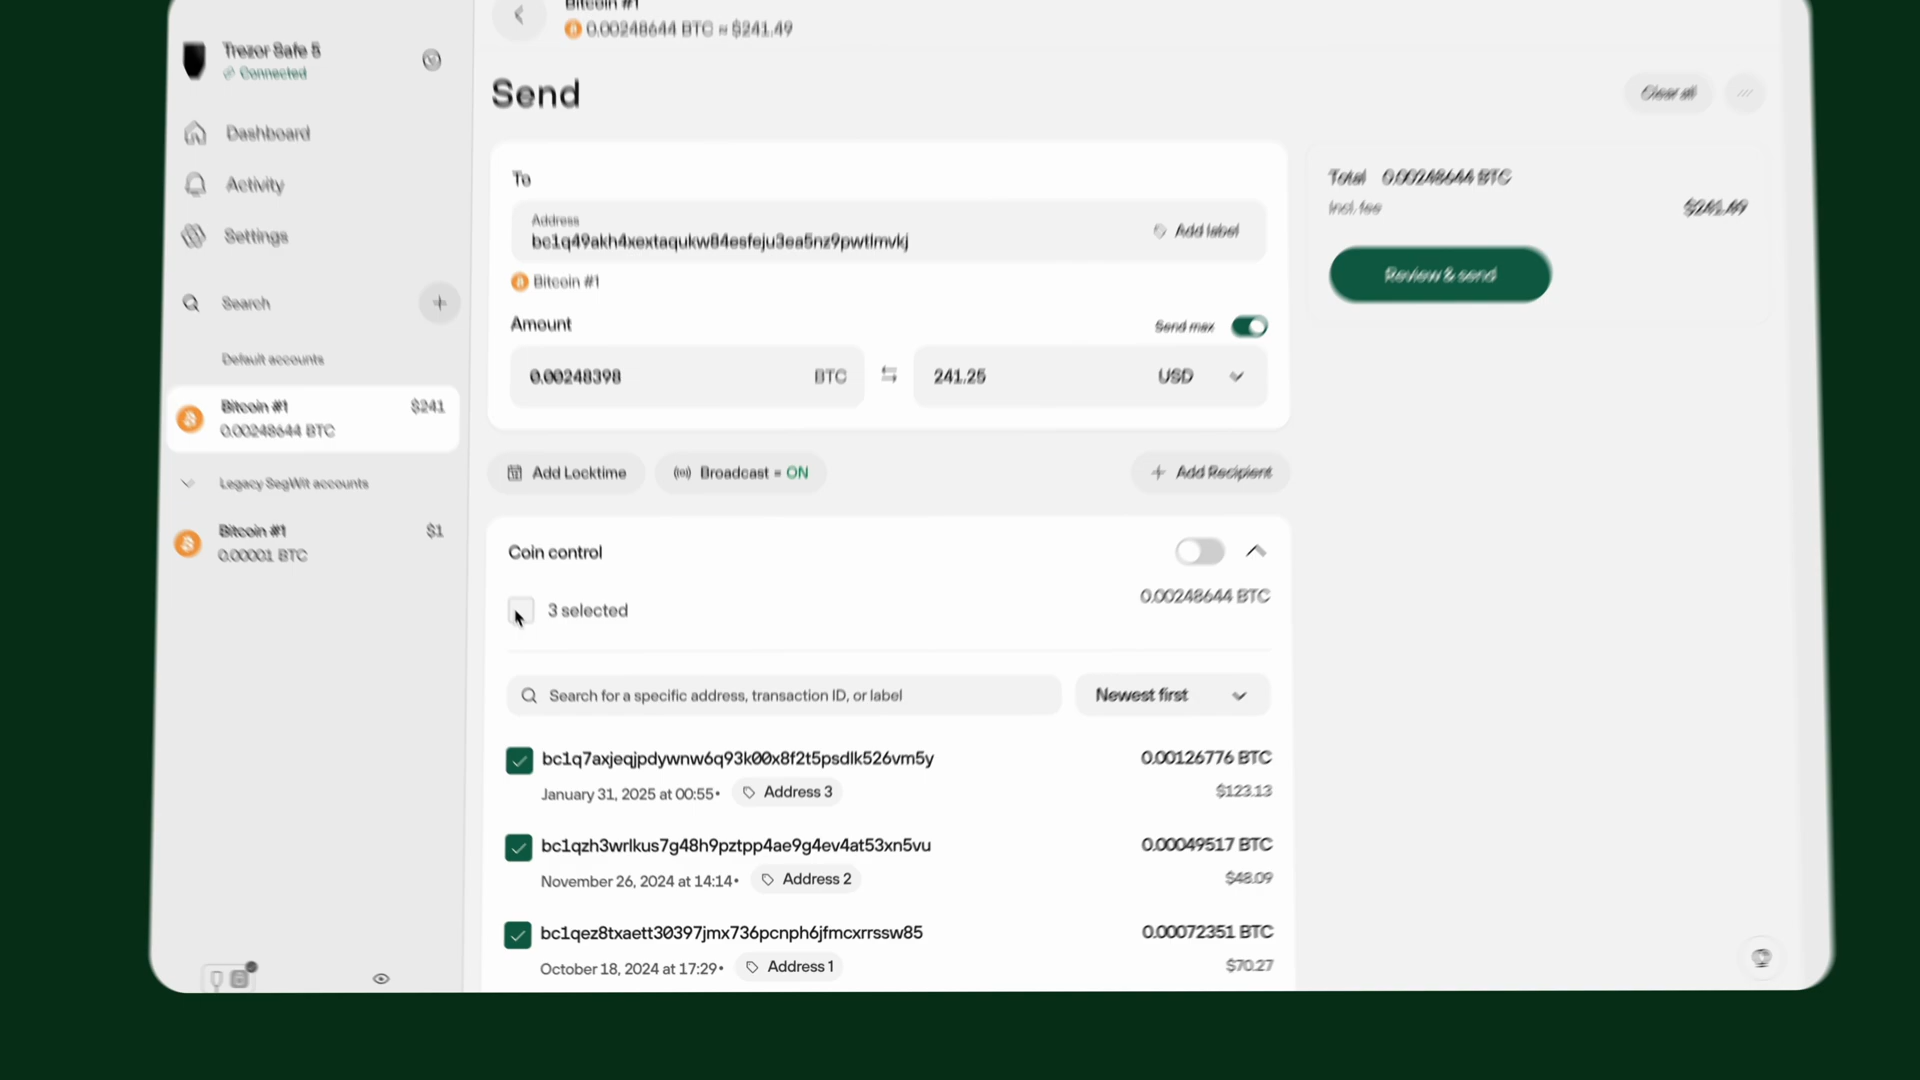 Trezor Safe 5
Connected
Dashboard
Activity
Settings
Search
Default accounts
Bitcoin #1
$241
0.00248644 BTC
Legacy SegWit accounts
Bitcoin #1
$1
0.00001 BTC
Bitcoin #1
0.00248644 BTC ≈ $241.49
Send
Clear all
To
Address
bc1q49akh4xextaqukw84esfeju3ea5nz9pwtlmvkj
Add label
Bitcoin #1
Amount
Send max
0.00248398
BTC
241.25
USD
Add Locktime
Broadcast = ON
Add Recipient
Coin control
0.00248644 BTC
3 selected
Search for a specific address, transaction ID, or label
Newest first
bc1q7axjeqjpdywnw6q93k00x8f2t5psdlk526vm5y
0.00126776 BTC
January 31, 2025 at 00:55•
Address 3
$123.13
bc1qzh3wrlkus7g48h9pztpp4ae9g4ev4at53xn5vu
0.00049517 BTC
November 26, 2024 at 14:14•
Address 2
$48.09
bc1qez8txaett30397jmx736pcnph6jfmcxrrssw85
0.00072351 BTC
October 18, 2024 at 17:29•
Address 1
$70.27
Total 0.00248644 BTC
Incl. fee
$241.49
Review & send